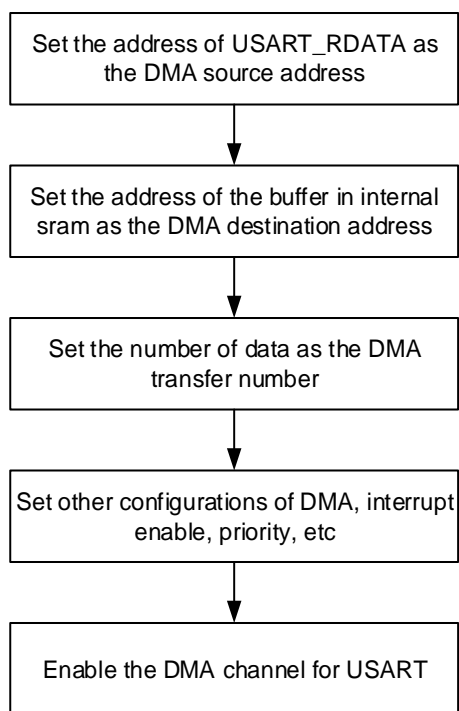 Set the address of USART_RDATA as
the DMA source address
Set the address of the buffer in internal
sram as the DMA destination address
Set the number of data as the DMA
transfer number
Set other configurations of DMA, interrupt
enable, priority, etc
Enable the DMA channel for USART